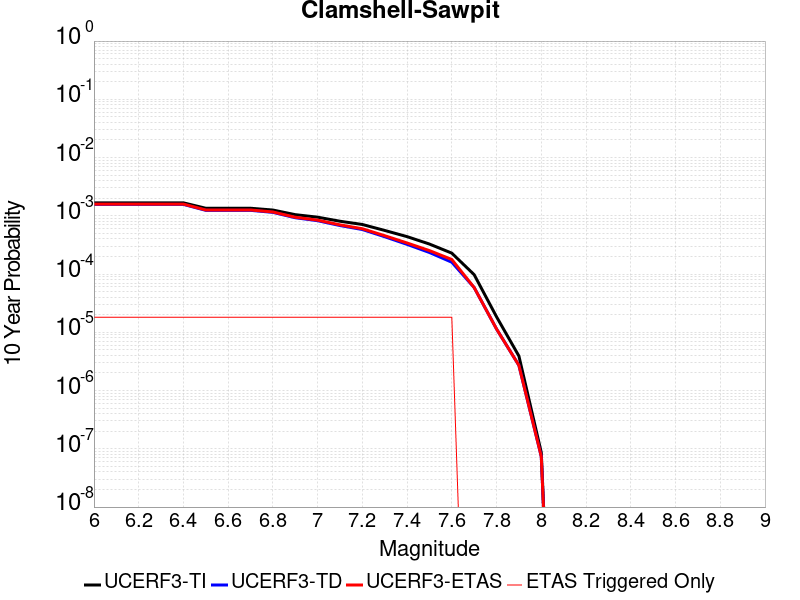 Clamshell-Sawpit
10 Year Probability
10^0
10^-1
10^-2
10^-3
10^-4
10^-5
10^-6
10^-7
10^-8
6 6.2 6.4 6.6 6.8 7 7.2 7.4 7.6 7.8 8 8.2 8.4 8.6 8.8 9
Magnitude
UCERF3-TI UCERF3-TD UCERF3-ETAS ETAS Triggered Only